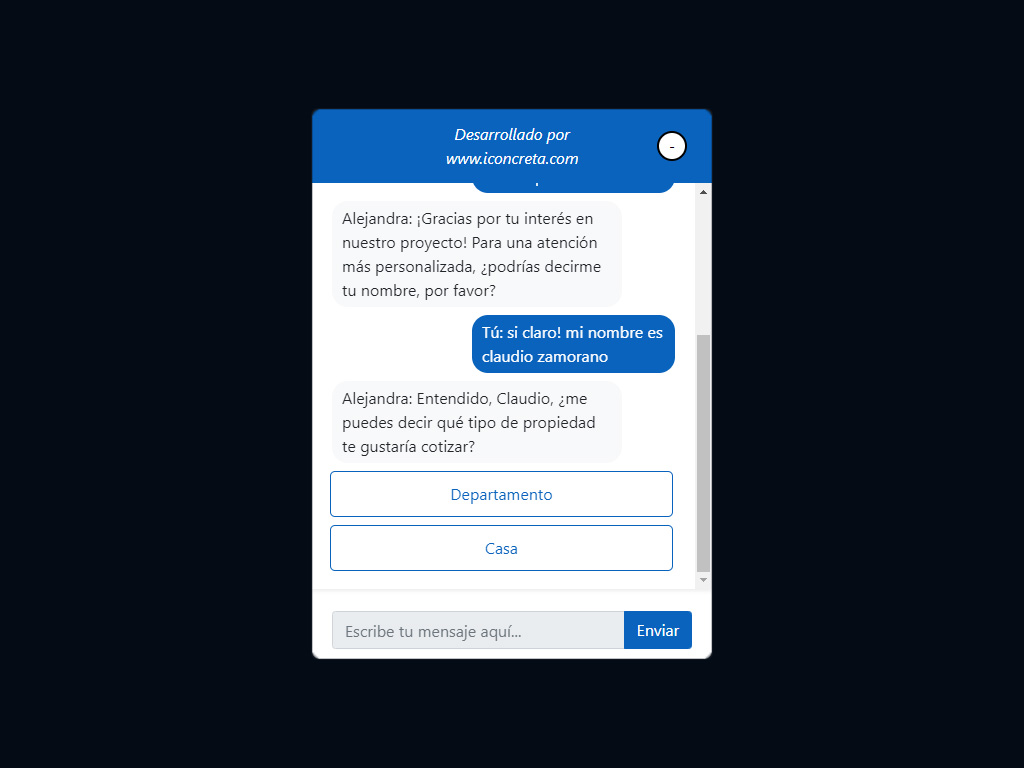 Desarrollado por
www.iconcreta.com
-
Alejandra: ¡Gracias por tu interés en
nuestro proyecto! Para una atención
más personalizada, ¿podrías decirme
tu nombre, por favor?
Tú: si claro! mi nombre es
claudio zamorano
Alejandra: Entendido, Claudio, ¿me
puedes decir qué tipo de propiedad
te gustaría cotizar?
Departamento
Casa
Escribe tu mensaje aquí...
Enviar